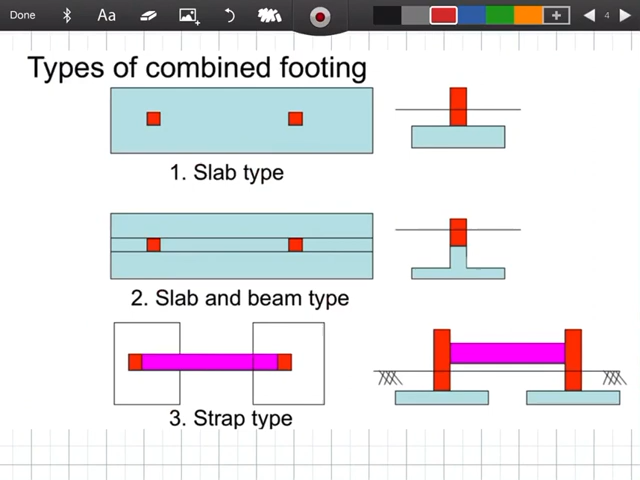 Done Aa 4
Types of combined footing
1. Slab type
2. Slab and beam type
3. Strap type